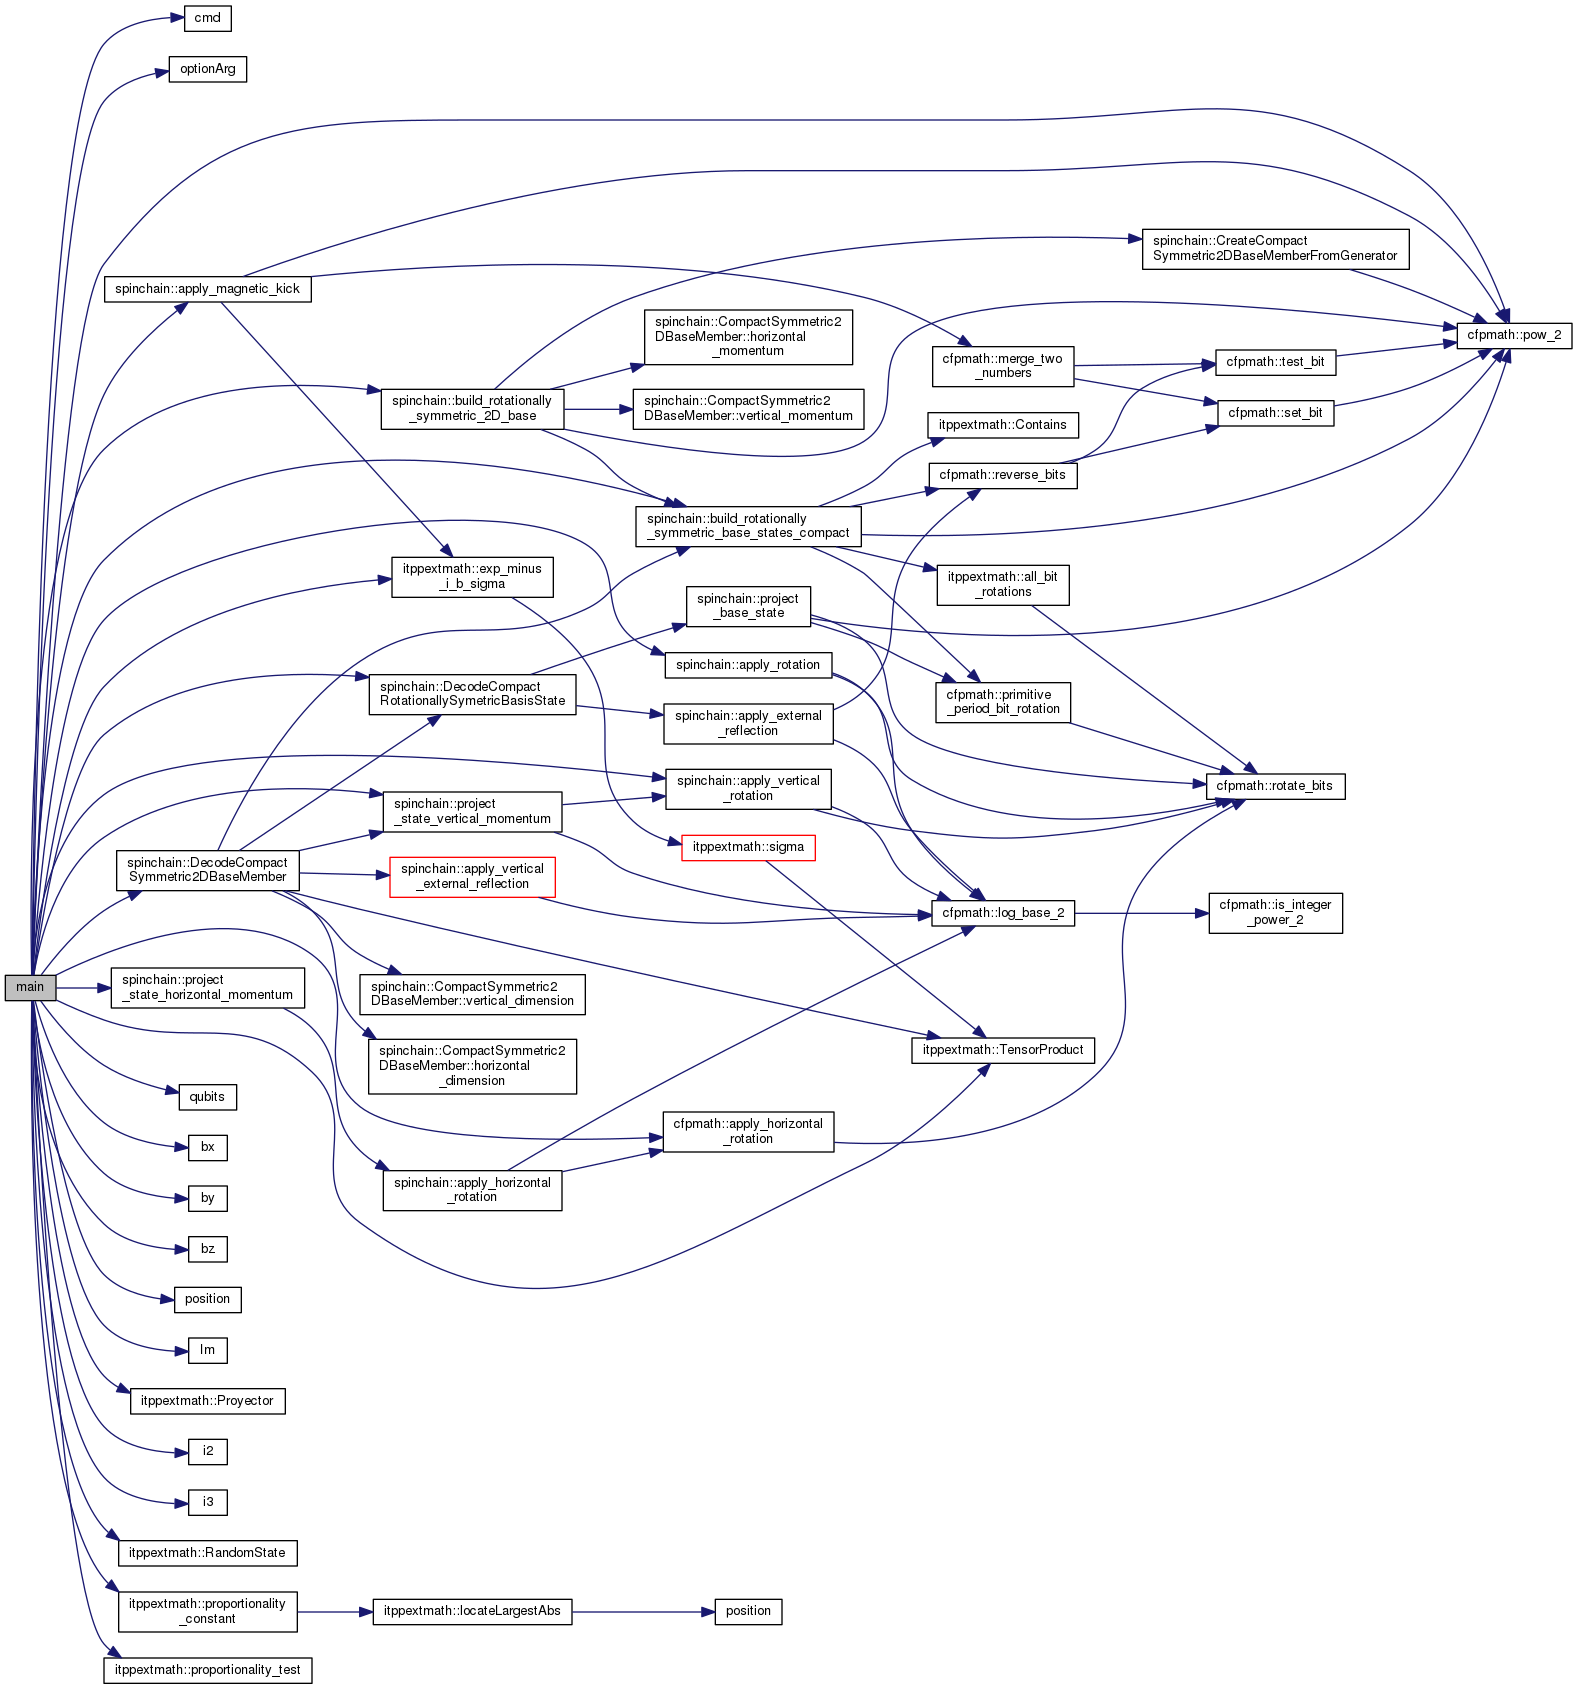 cmd
optionArg
spinchain::CreateCompact
Symmetric2DBaseMemberFromGenerator
spinchain::apply_magnetic_kick
spinchain::CompactSymmetric2
DBaseMember::horizontal
_momentum
cfpmath::pow_2
cfpmath::merge_two
_numbers
cfpmath::test_bit
spinchain::build_rotationally
_symmetric_2D_base
spinchain::CompactSymmetric2
DBaseMember::vertical_momentum
cfpmath::set_bit
itppextmath::Contains
cfpmath::reverse_bits
spinchain::build_rotationally
_symmetric_base_states_compact
itppextmath::exp_minus
_i_b_sigma
itppextmath::all_bit
_rotations
spinchain::project
_base_state
spinchain::apply_rotation
spinchain::DecodeCompact
RotationallySymetricBasisState
cfpmath::primitive
_period_bit_rotation
spinchain::apply_external
_reflection
spinchain::apply_vertical
_rotation
cfpmath::rotate_bits
spinchain::project
_state_vertical_momentum
itppextmath::sigma
spinchain::DecodeCompact
Symmetric2DBaseMember
spinchain::apply_vertical
_external_reflection
cfpmath::log_base_2
cfpmath::is_integer
_power_2
main
spinchain::project
_state_horizontal_momentum
spinchain::CompactSymmetric2
DBaseMember::vertical_dimension
spinchain::CompactSymmetric2
DBaseMember::horizontal
_dimension
itppextmath::TensorProduct
qubits
cfpmath::apply_horizontal
_rotation
bx
spinchain::apply_horizontal
_rotation
by
bz
position
lm
itppextmath::Proyector
i2
i3
itppextmath::RandomState
itppextmath::proportionality
_constant
itppextmath::locateLargestAbs
position
itppextmath::proportionality_test